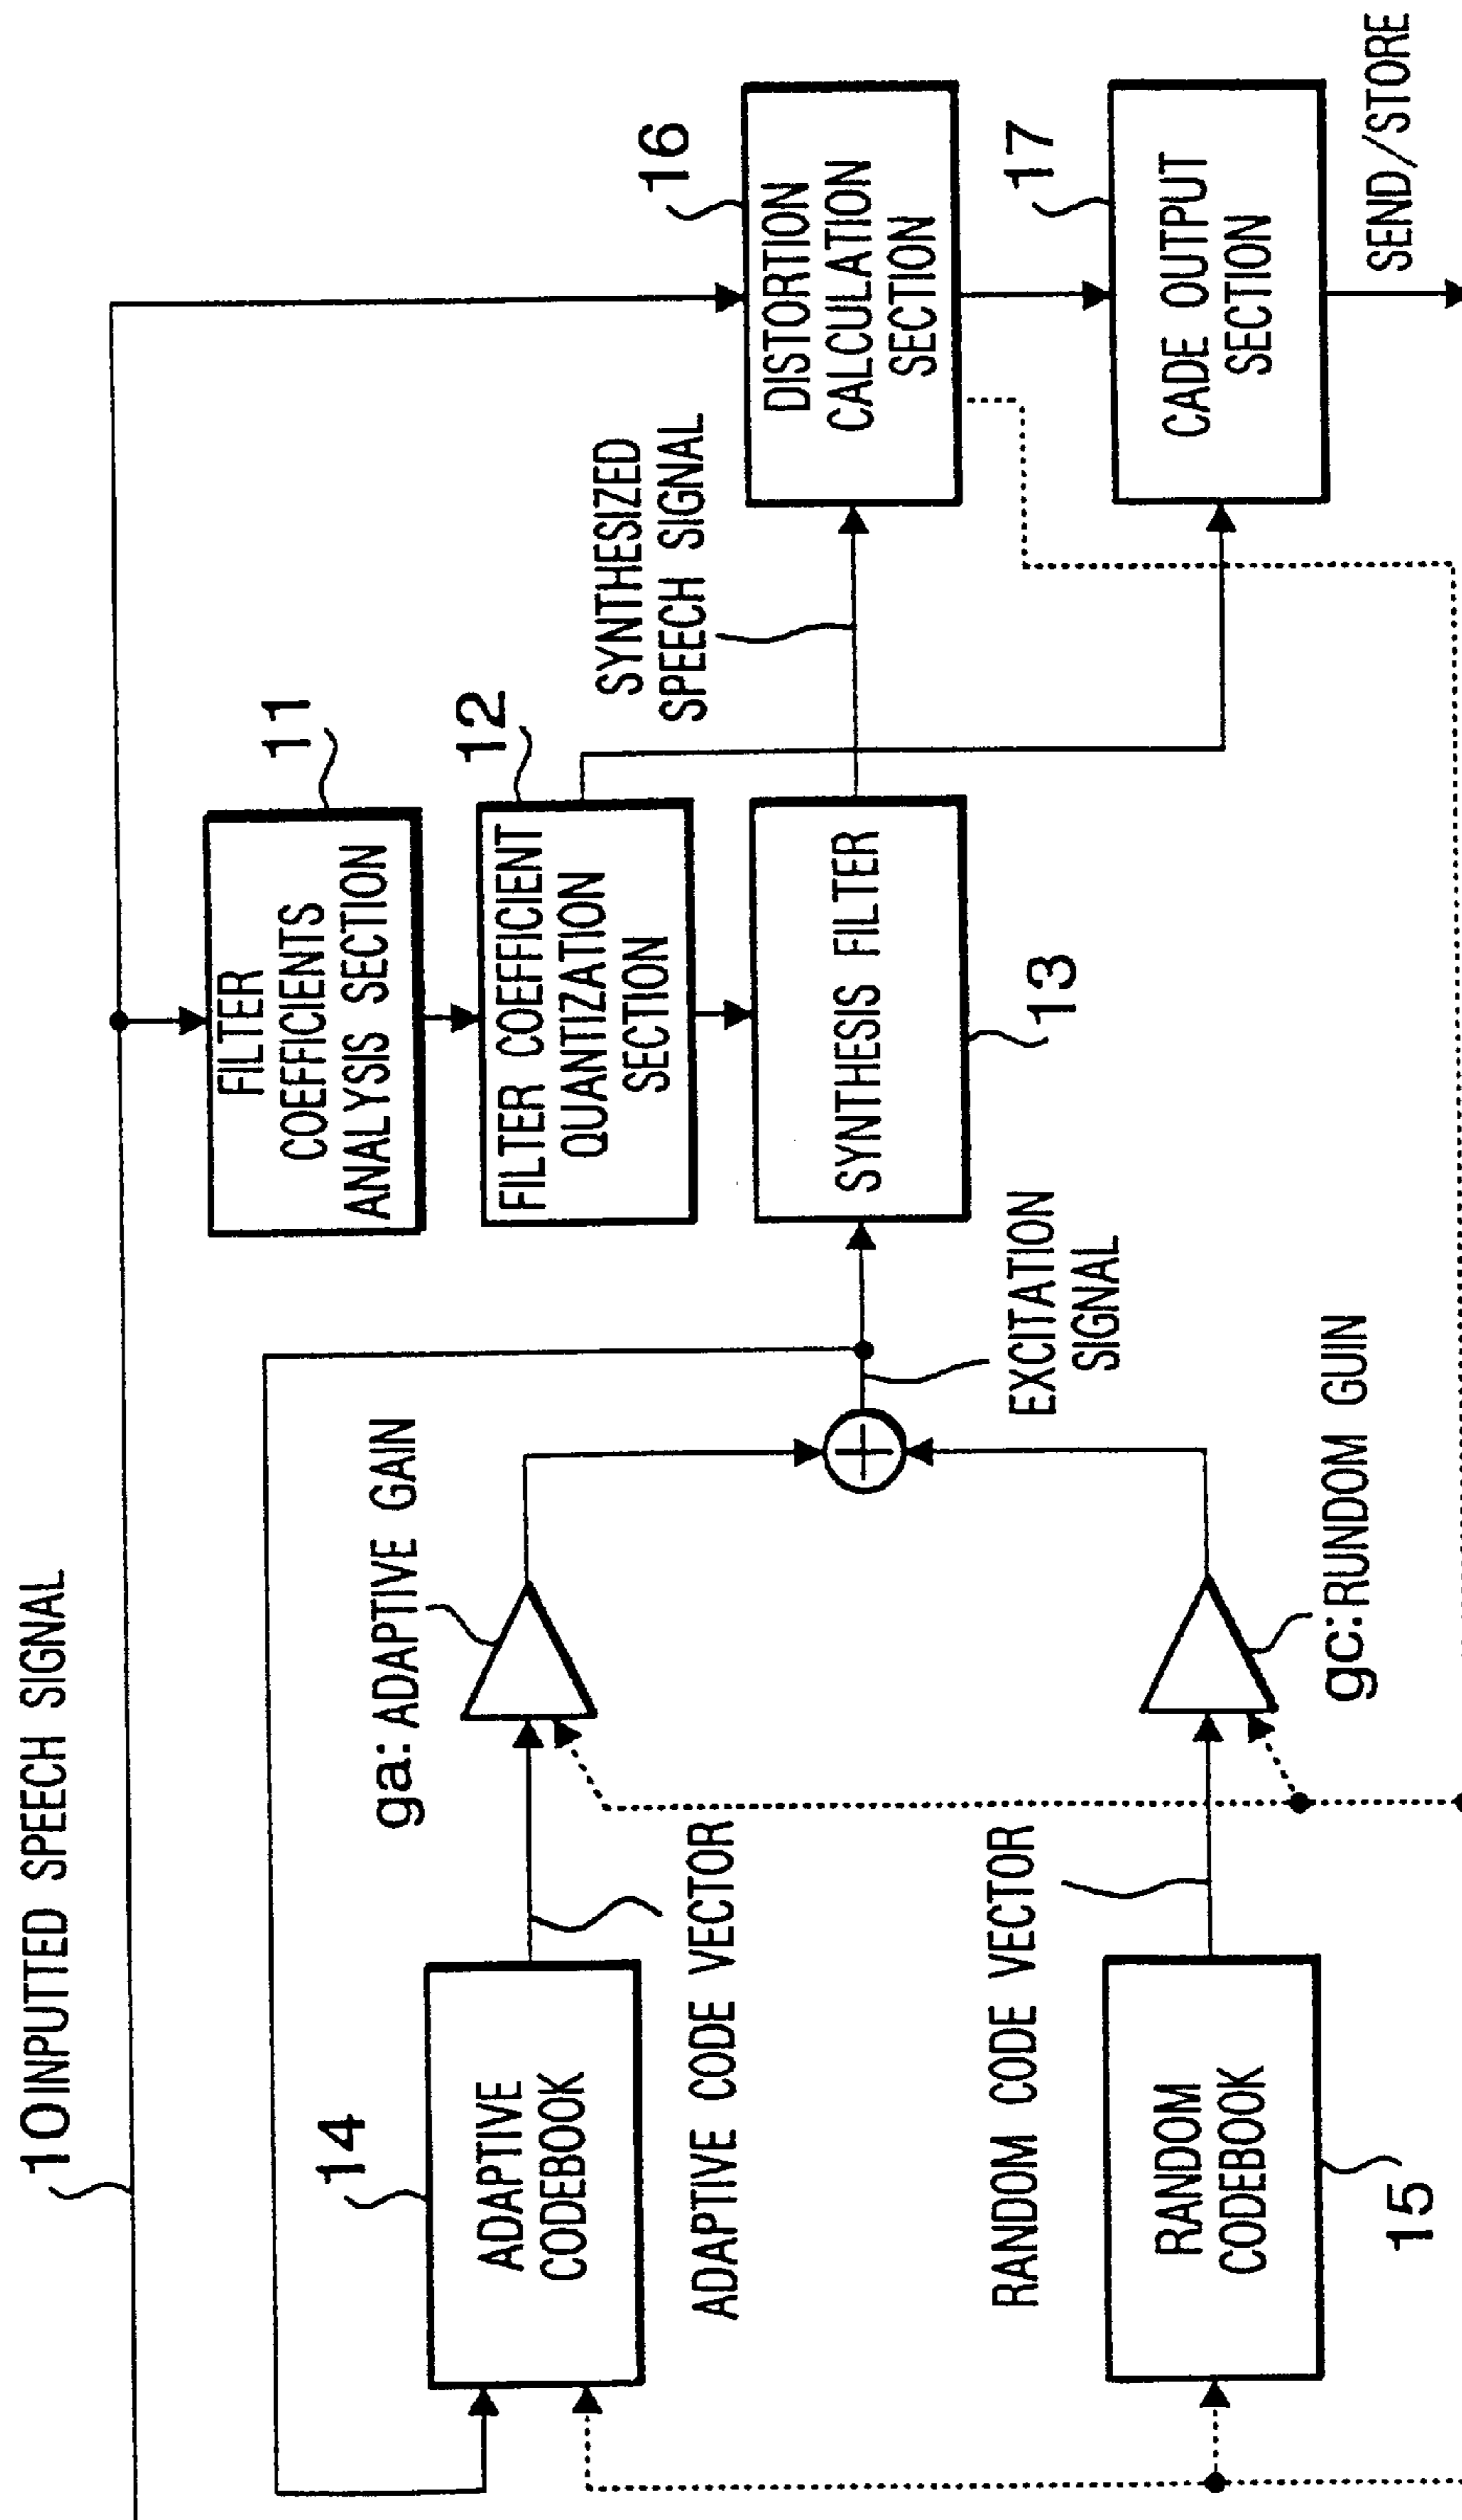 10 INPUTTED SPEECH SIGNAL
11
FILTER
COEFFICIENTS
ANALYSIS SECTION
12
FILTER COEFFICIENT
QUANTIZATION
SECTION
14
ADAPTIVE
CODEBOOK
ga: ADAPTIVE GAIN
ADAPTIVE CODE VECTOR
SYNTHESIS FILTER
13
SYNTHESIZED
SPEECH SIGNAL
16
DISTORTION
CALCULATION
SECTION
EXCITATION
SIGNAL
RANDOM CODE VECTOR
RANDOM
CODEBOOK
15
gc: RUNDOM GUIN
17
CADE OUTPUT
SECTION
SEND/STORE